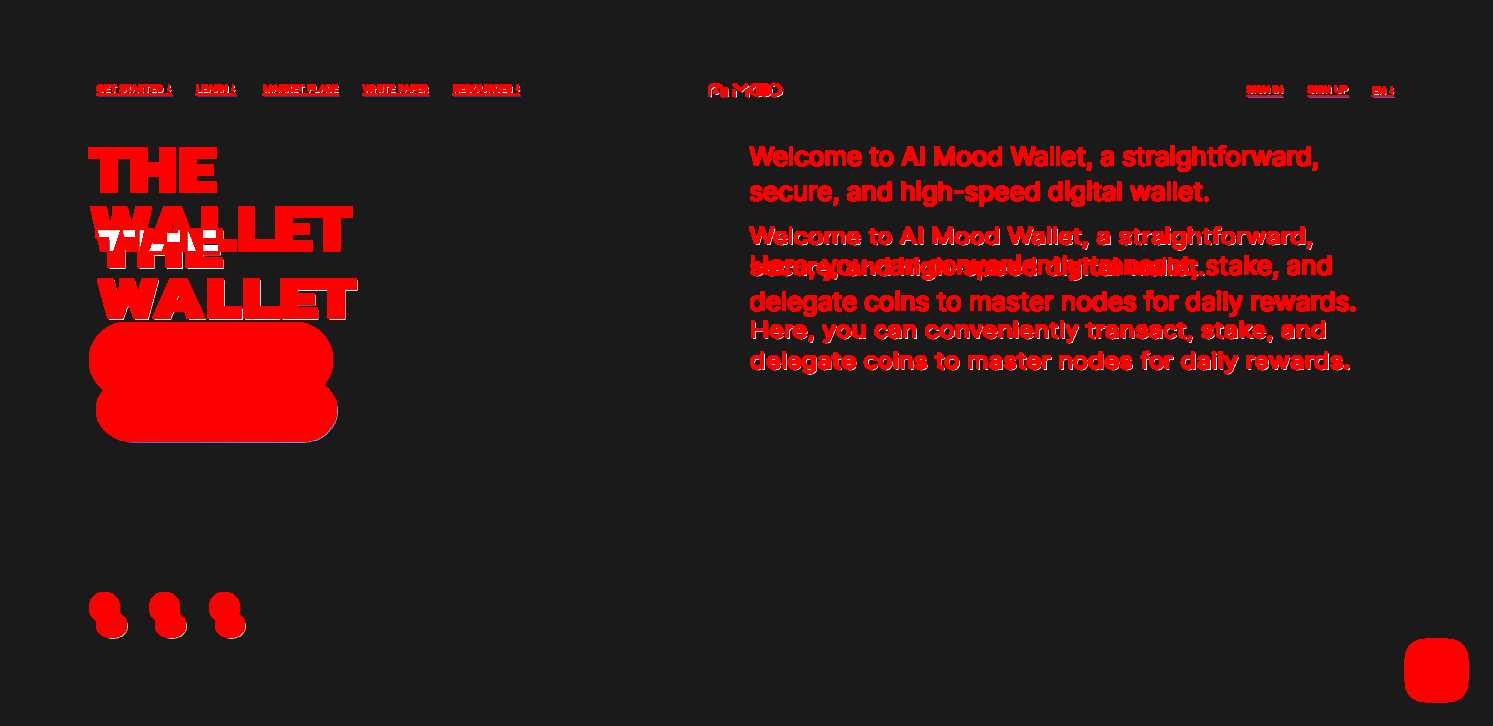 GET STARTED LEARN MARKET PLACE WHITE PAPER RESOURCES
AI MOOD
SIGN IN SIGN UP EN
THE
WALLET
THE
WALLET
Welcome to AI Mood Wallet, a straightforward,
secure, and high-speed digital wallet.
Welcome to AI Mood Wallet, a straightforward,
secure, and high-speed digital wallet.
Here, you can conveniently transact, stake, and
delegate coins to master nodes for daily rewards.
Here, you can conveniently transact, stake, and
delegate coins to master nodes for daily rewards.